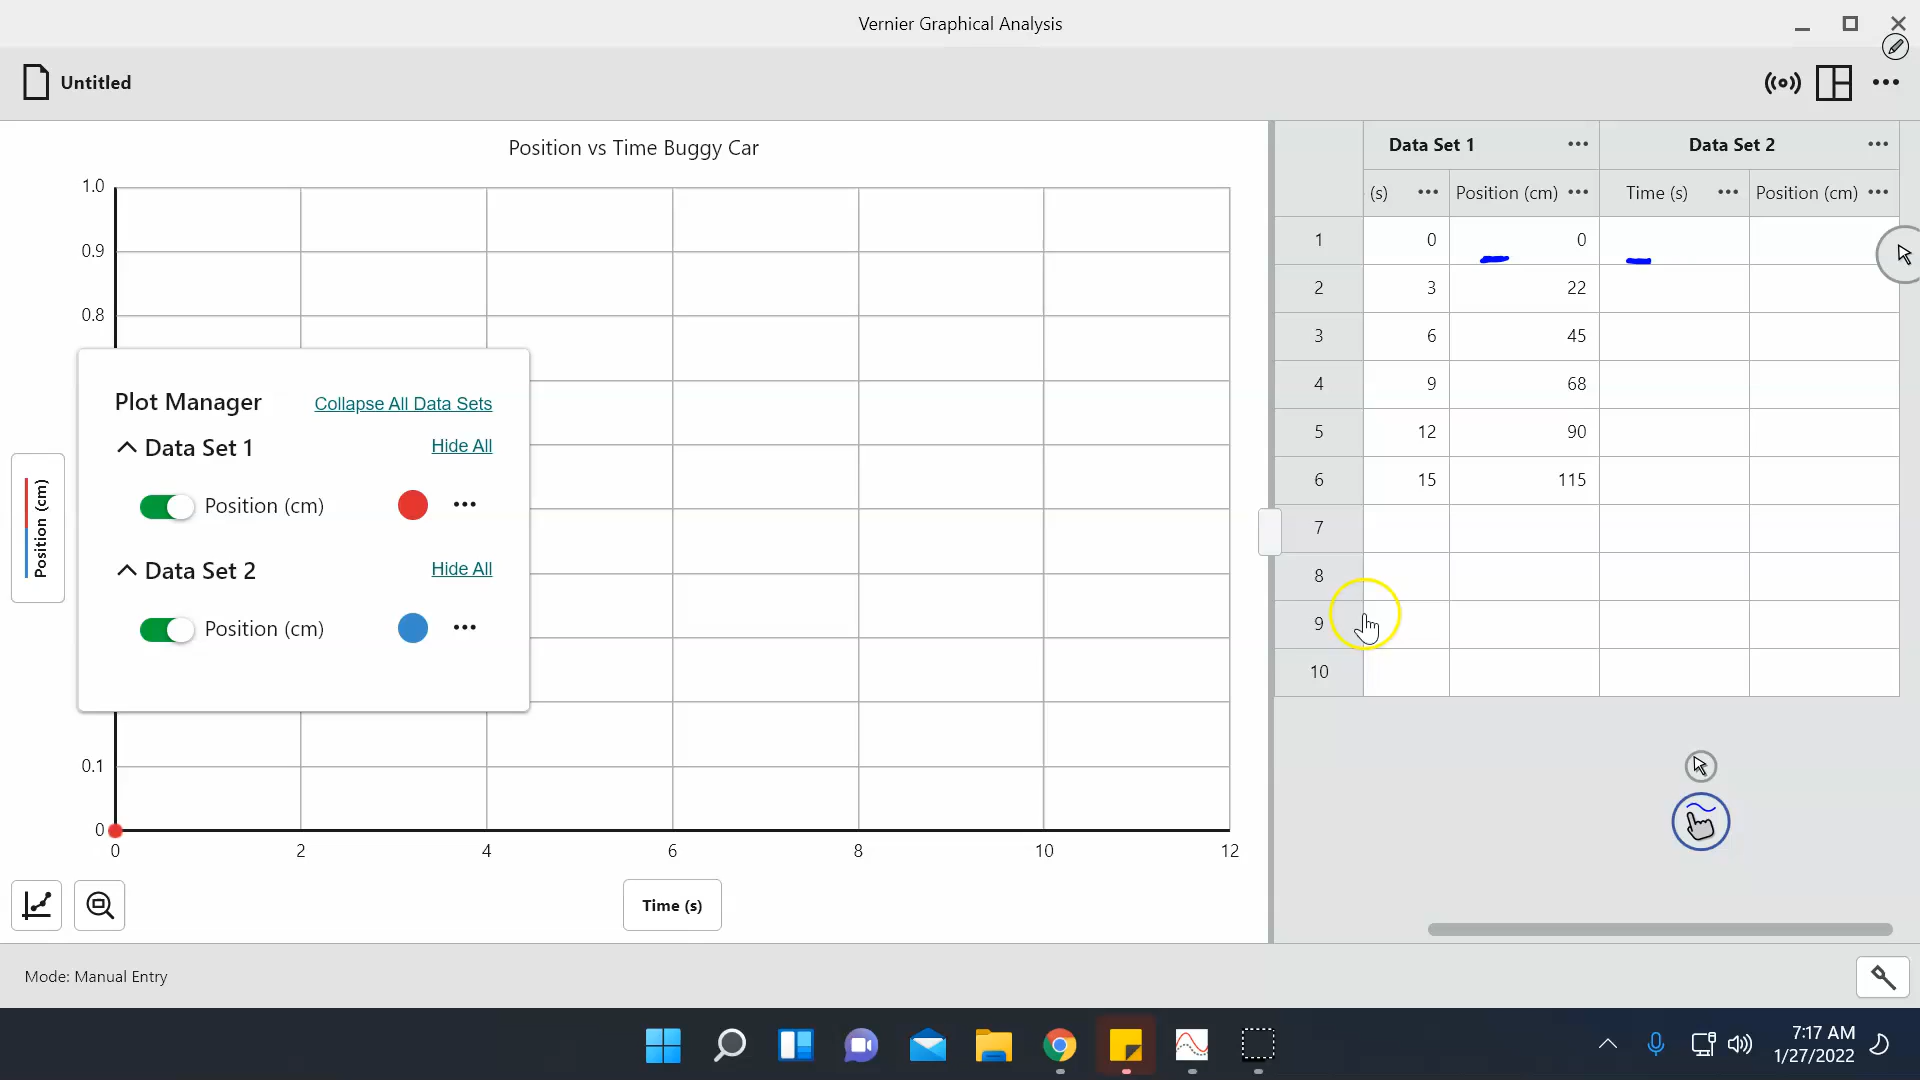 Vernier Graphical Analysis
Untitled
Position vs Time Buggy Car
1.0
0.9
0.8
0.1
0
0 2 4 6 8 10 12
Position (cm)
Time (s)
Plot Manager Collapse All Data Sets
Data Set 1 Hide All
Position (cm)
Data Set 2 Hide All
Position (cm)
Data Set 1 Data Set 2
(s) Position (cm) Time (s) Position (cm)
1 0 0
2 3 22
3 6 45
4 9 68
5 12 90
6 15 115
7
8
9
10
Mode: Manual Entry
7:17 AM
1/27/2022